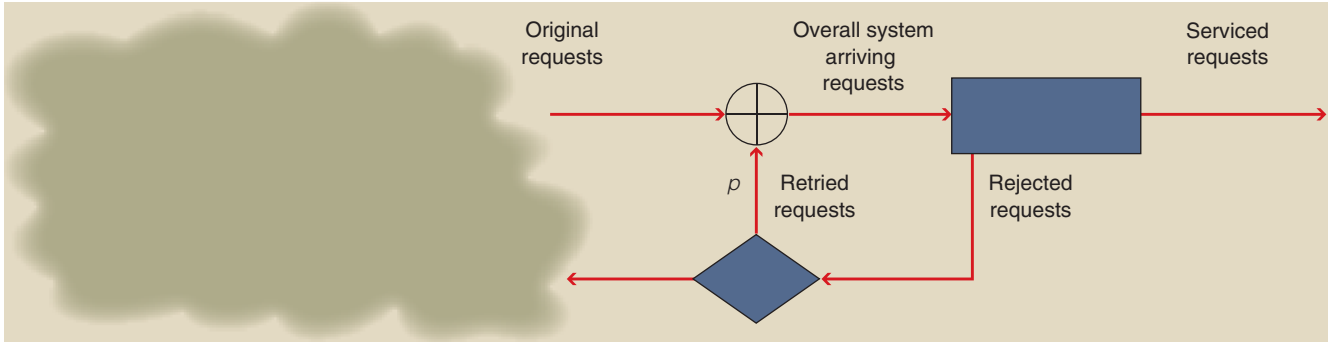 Original
requests
Overall system
arriving
requests
Serviced
requests
p
Retried
requests
Rejected
requests